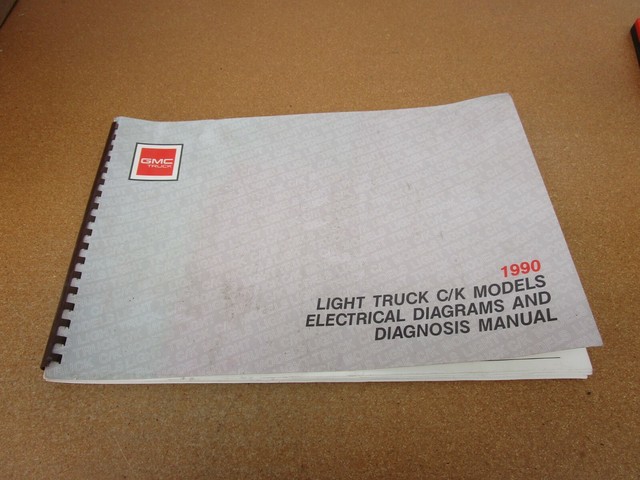 GMC
TRUCK
1990
LIGHT TRUCK C/K MODELS
ELECTRICAL DIAGRAMS AND
DIAGNOSIS MANUAL